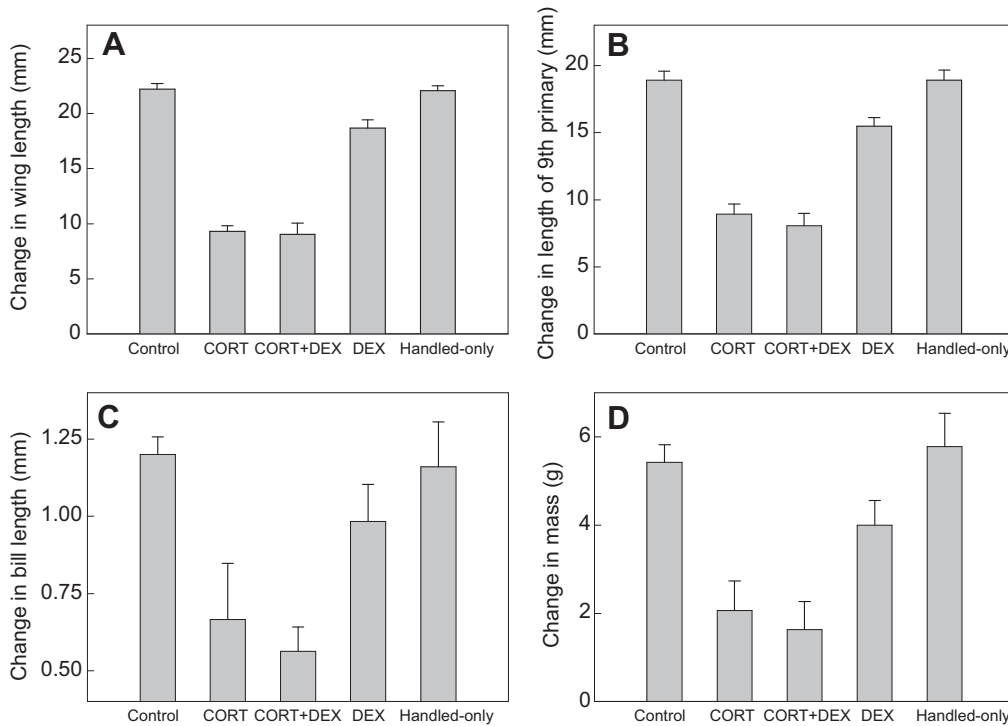 A
Change in wing length (mm)
25
20
15
10
5
0
Control CORT CORT+DEX DEX Handled-only
B
Change in length of 9th primary (mm)
20
15
10
5
0
Control CORT CORT+DEX DEX Handled-only
C
Change in bill length (mm)
1.25
1.00
0.75
0.50
Control CORT CORT+DEX DEX Handled-only
D
Change in mass (g)
6
4
2
0
Control CORT CORT+DEX DEX Handled-only